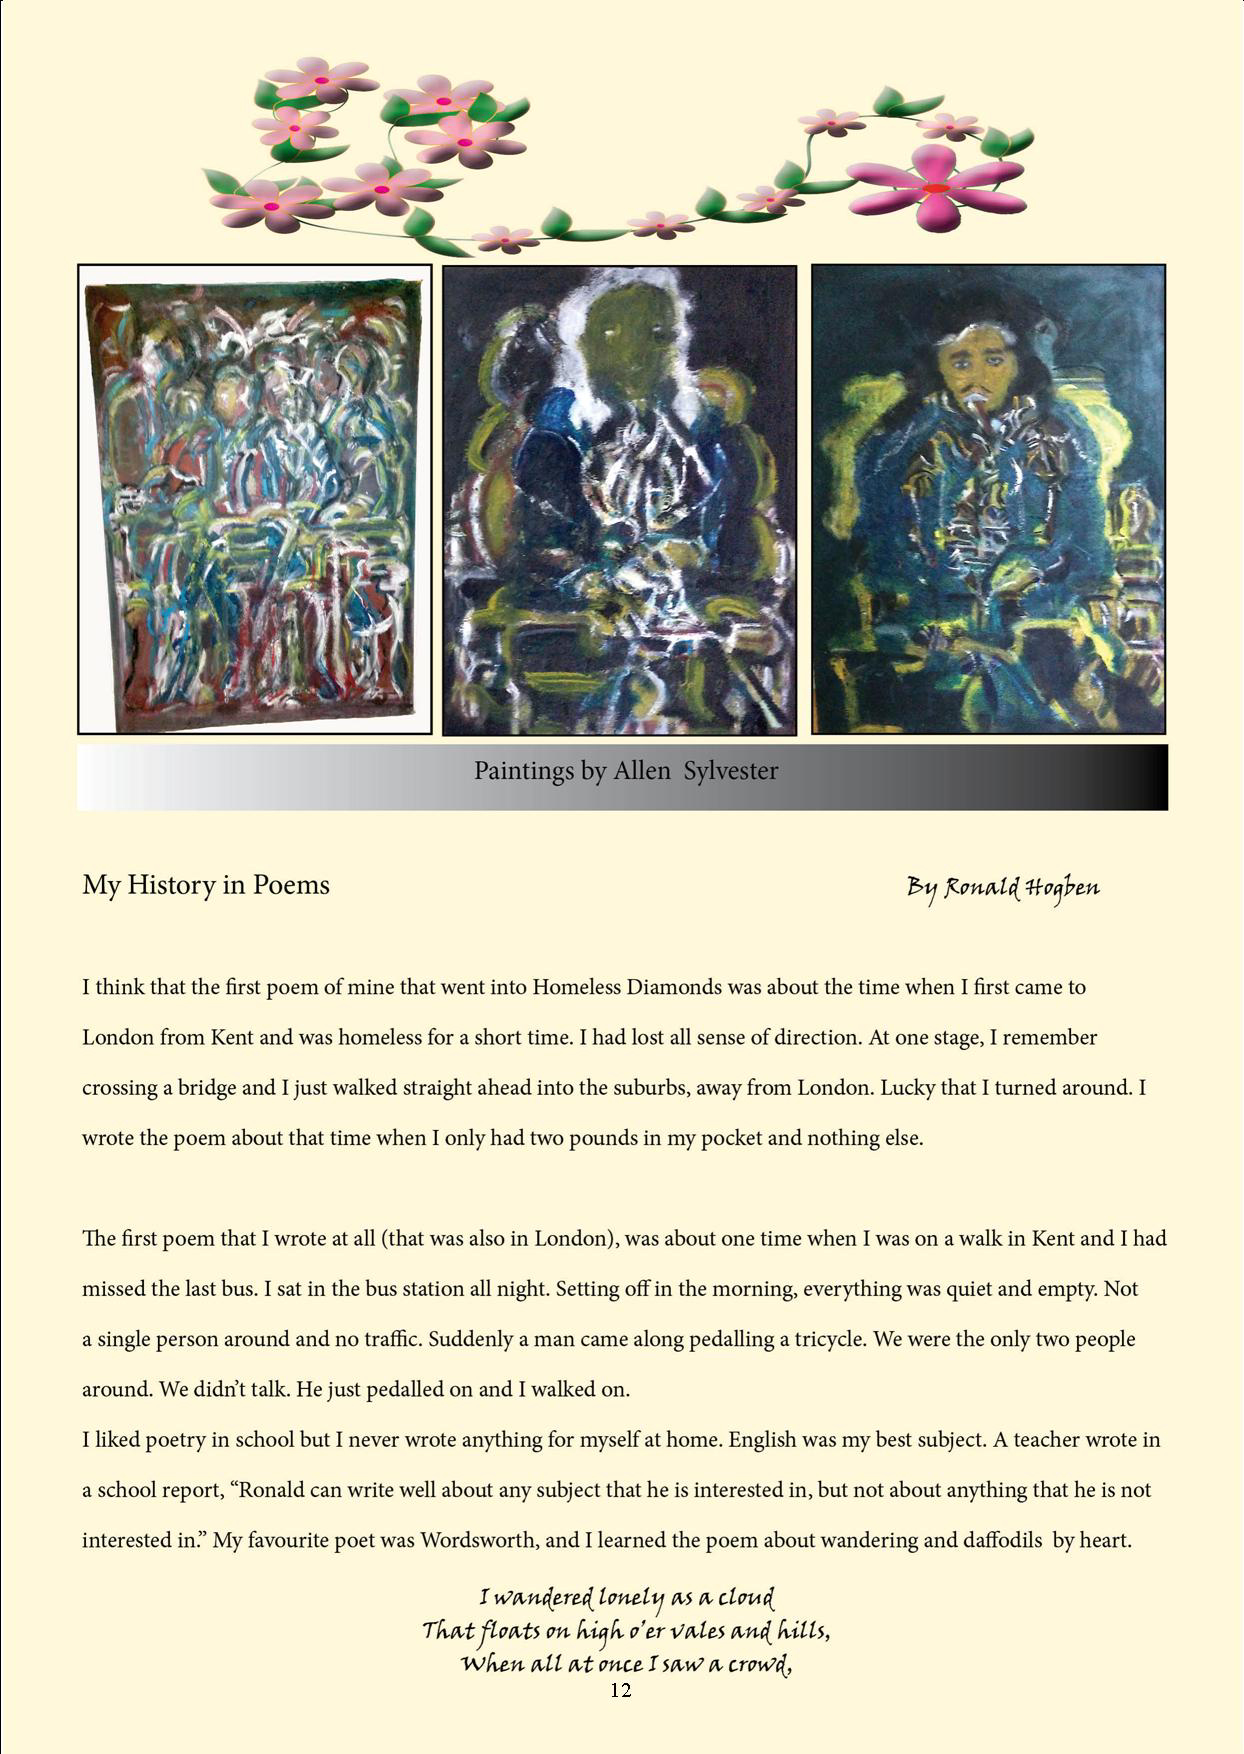 Paintings by Allen  Sylvester
My History in Poems
By Ronald Hogben
I think that the first poem of mine that went into Homeless Diamonds was about the time when I first came to
London from Kent and was homeless for a short time. I had lost all sense of direction. At one stage, I remember
crossing a bridge and I just walked straight ahead into the suburbs, away from London. Lucky that I turned around. I
wrote the poem about that time when I only had two pounds in my pocket and nothing else.
The first poem that I wrote at all (that was also in London), was about one time when I was on a walk in Kent and I had
missed the last bus. I sat in the bus station all night. Setting off in the morning, everything was quiet and empty. Not
a single person around and no traffic. Suddenly a man came along pedalling a tricycle. We were the only two people
around. We didn’t talk. He just pedalled on and I walked on.
I liked poetry in school but I never wrote anything for myself at home. English was my best subject. A teacher wrote in
a school report, “Ronald can write well about any subject that he is interested in, but not about anything that he is not
interested in.” My favourite poet was Wordsworth, and I learned the poem about wandering and daffodils  by heart.
I wandered lonely as a cloud
That floats on high o’er vales and hills,
When all at once I saw a crowd,
12